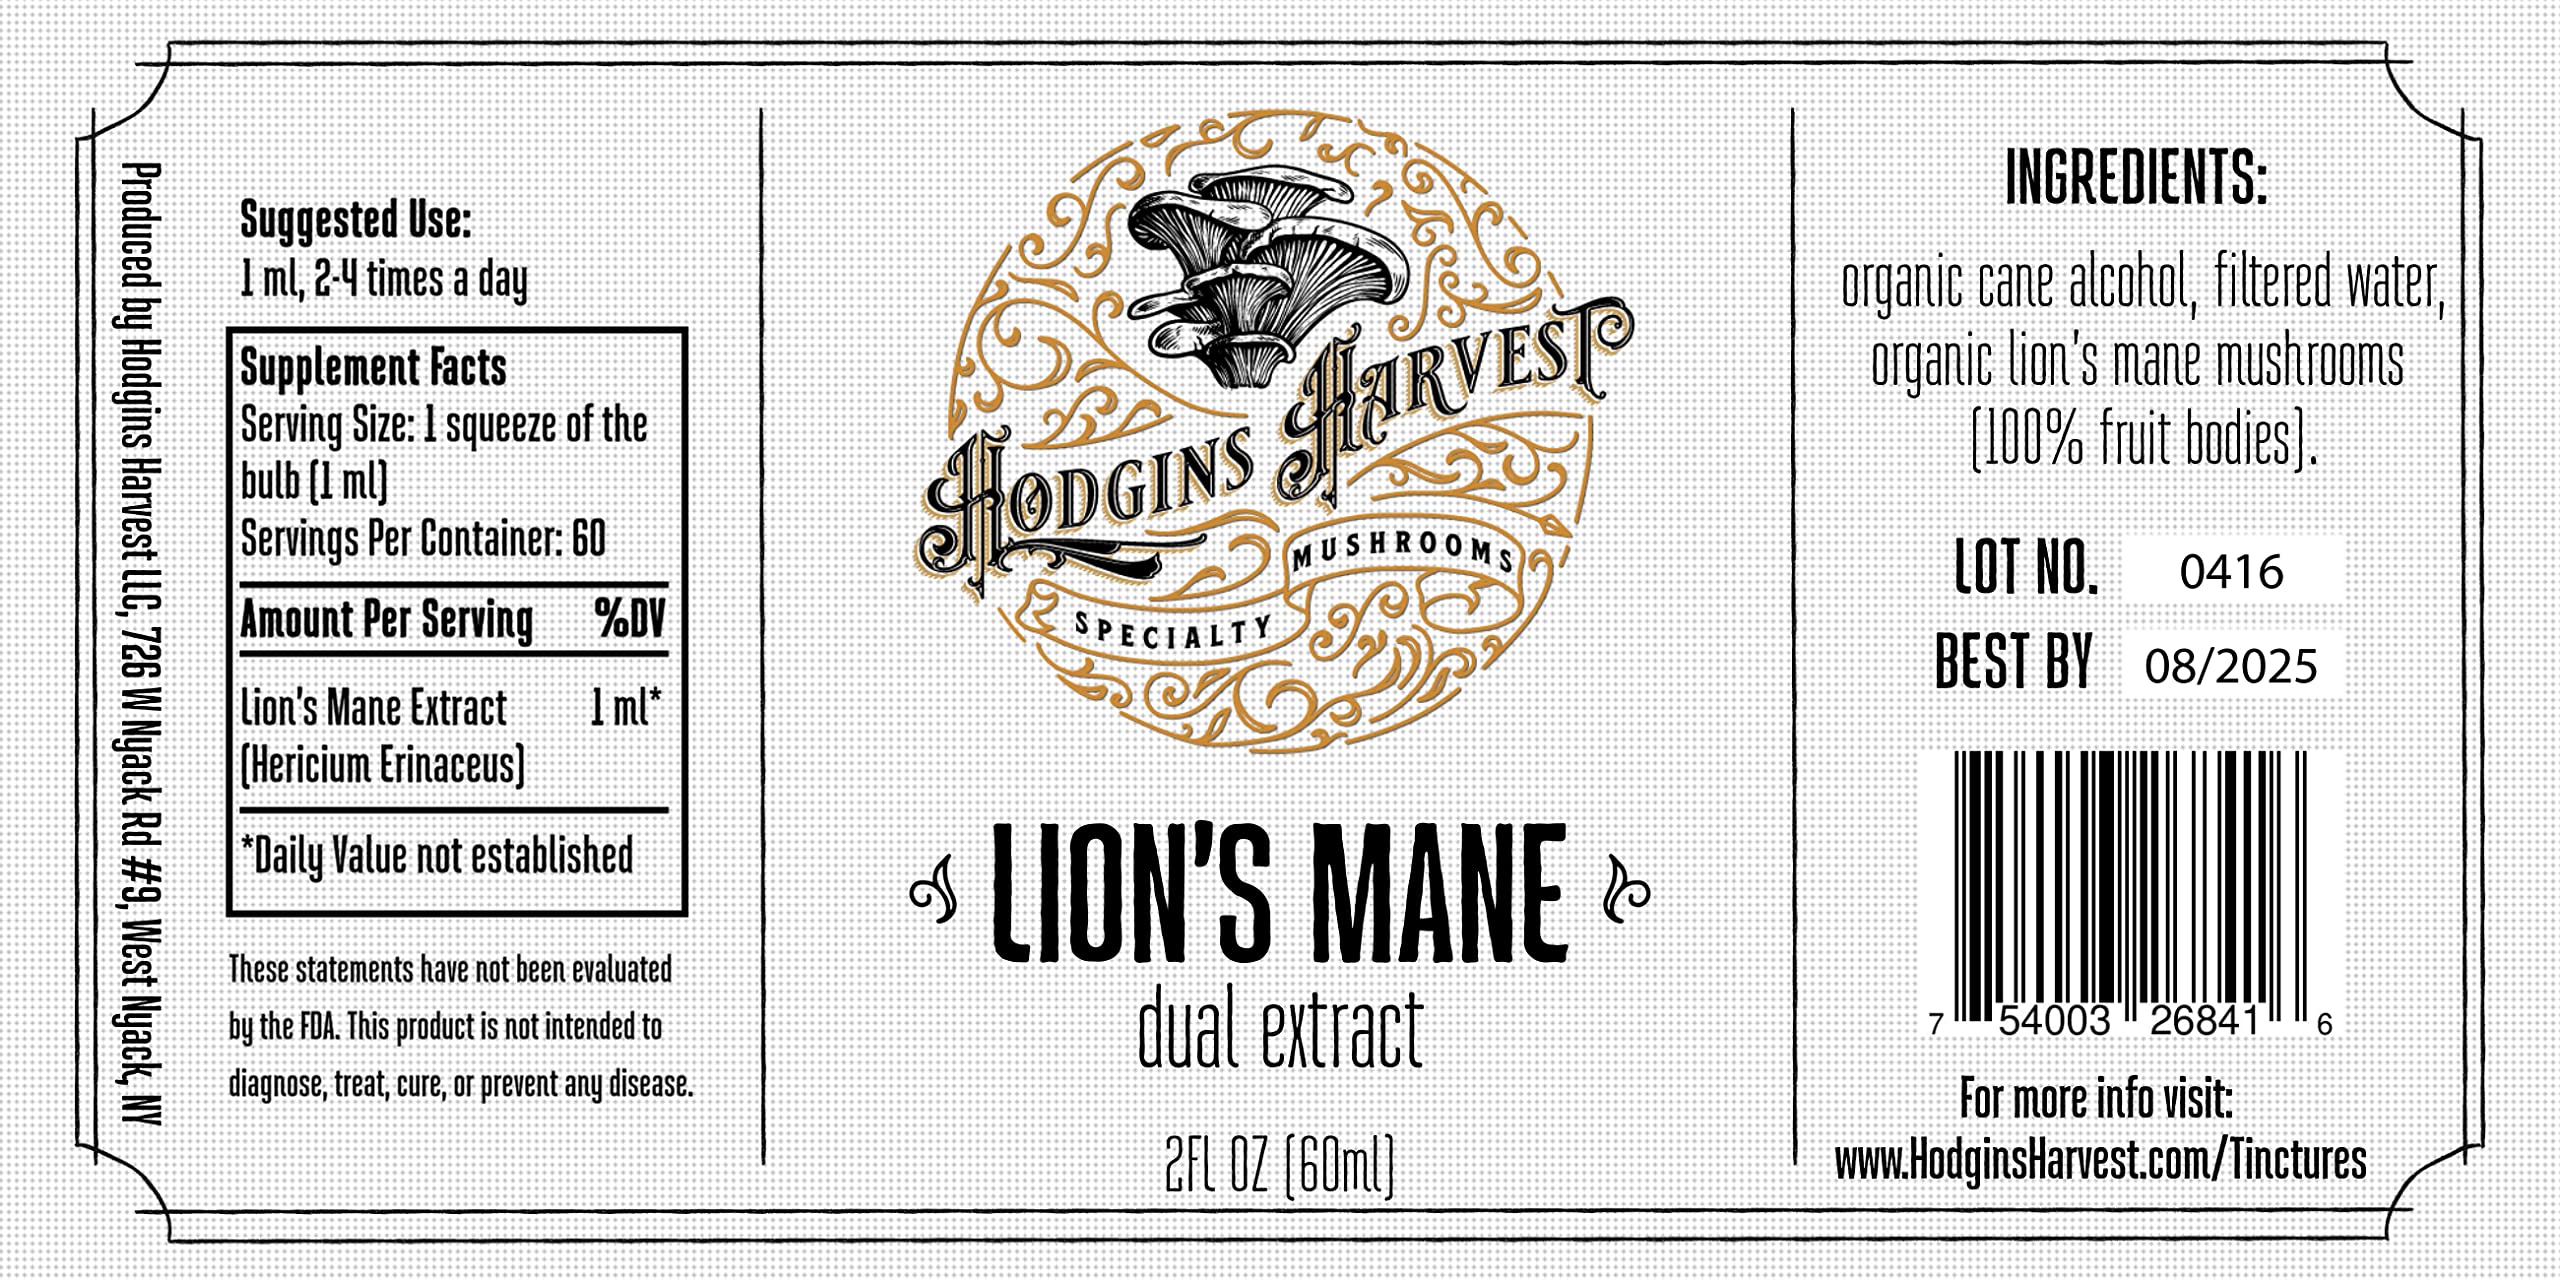 Produced by Hodgins Harvest LLC, 726 W Nyack Rd #9, West Nyack, NY
Suggested Use:
1 ml, 2-4 times a day
Supplement Facts
Serving Size: 1 squeeze of the
bulb (1 ml)
Servings Per Container: 60
Amount Per Serving %DV
Lion's Mane Extract 1 ml*
(Hericium Erinaceus)
*Daily Value not established
These statements have not been evaluated
by the FDA. This product is not intended to
diagnose, treat, cure, or prevent any disease.
HODGINS HARVEST
SPECIALTY MUSHROOMS
LION'S MANE
dual extract
2FL OZ (60ml)
INGREDIENTS:
organic cane alcohol, filtered water,
organic lion's mane mushrooms
(100% fruit bodies).
LOT NO. 0416
BEST BY 08/2025
7 54003 26841 6
For more info visit:
www.HodginsHarvest.com/Tinctures